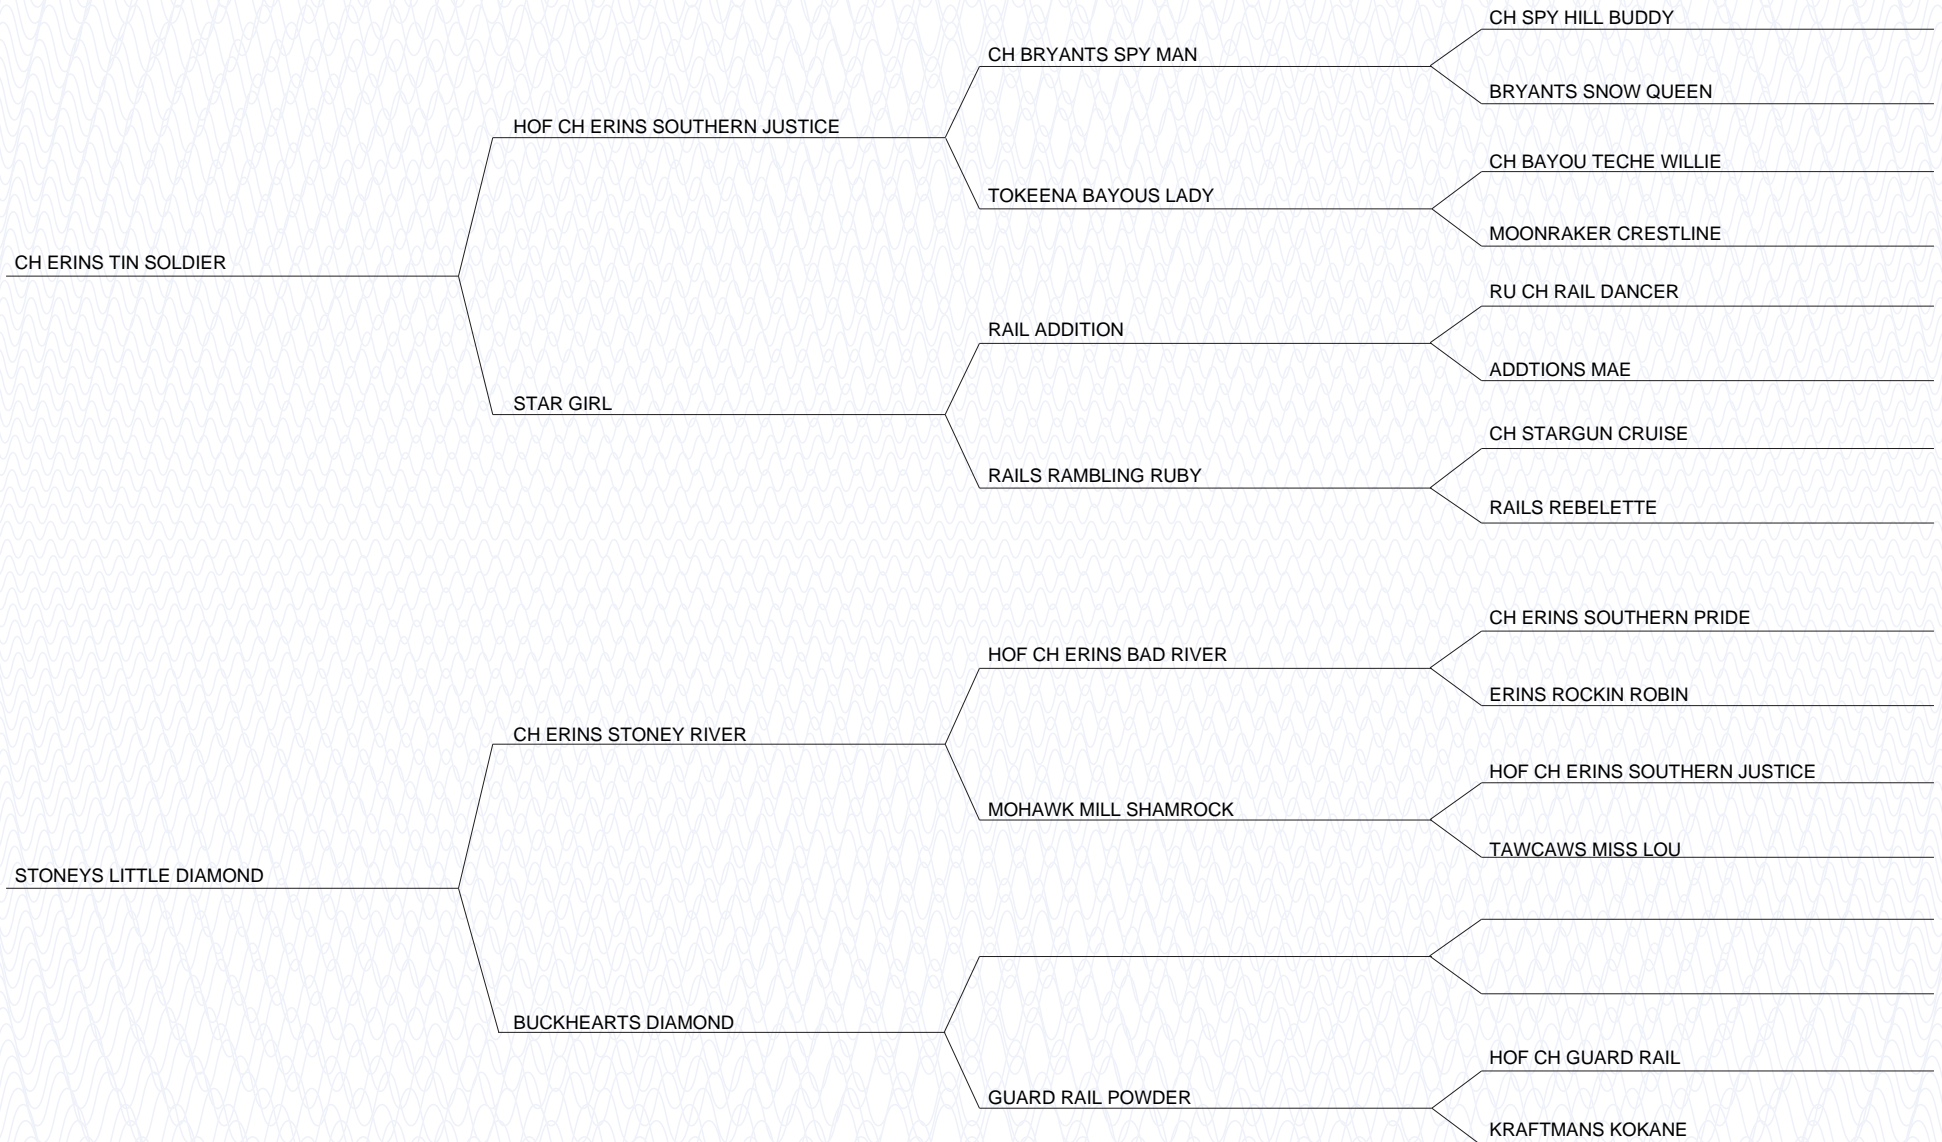 CH SPY HILL BUDDY
CH BRYANTS SPY MAN
BRYANTS SNOW QUEEN
HOF CH ERINS SOUTHERN JUSTICE
CH BAYOU TECHE WILLIE
TOKEENA BAYOUS LADY
MOONRAKER CRESTLINE
CH ERINS TIN SOLDIER
RU CH RAIL DANCER
RAIL ADDITION
ADDTIONS MAE
STAR GIRL
CH STARGUN CRUISE
RAILS RAMBLING RUBY
RAILS REBELETTE
CH ERINS SOUTHERN PRIDE
HOF CH ERINS BAD RIVER
ERINS ROCKIN ROBIN
CH ERINS STONEY RIVER
HOF CH ERINS SOUTHERN JUSTICE
MOHAWK MILL SHAMROCK
TAWCAWS MISS LOU
STONEYS LITTLE DIAMOND
BUCKHEARTS DIAMOND
HOF CH GUARD RAIL
GUARD RAIL POWDER
KRAFTMANS KOKANE